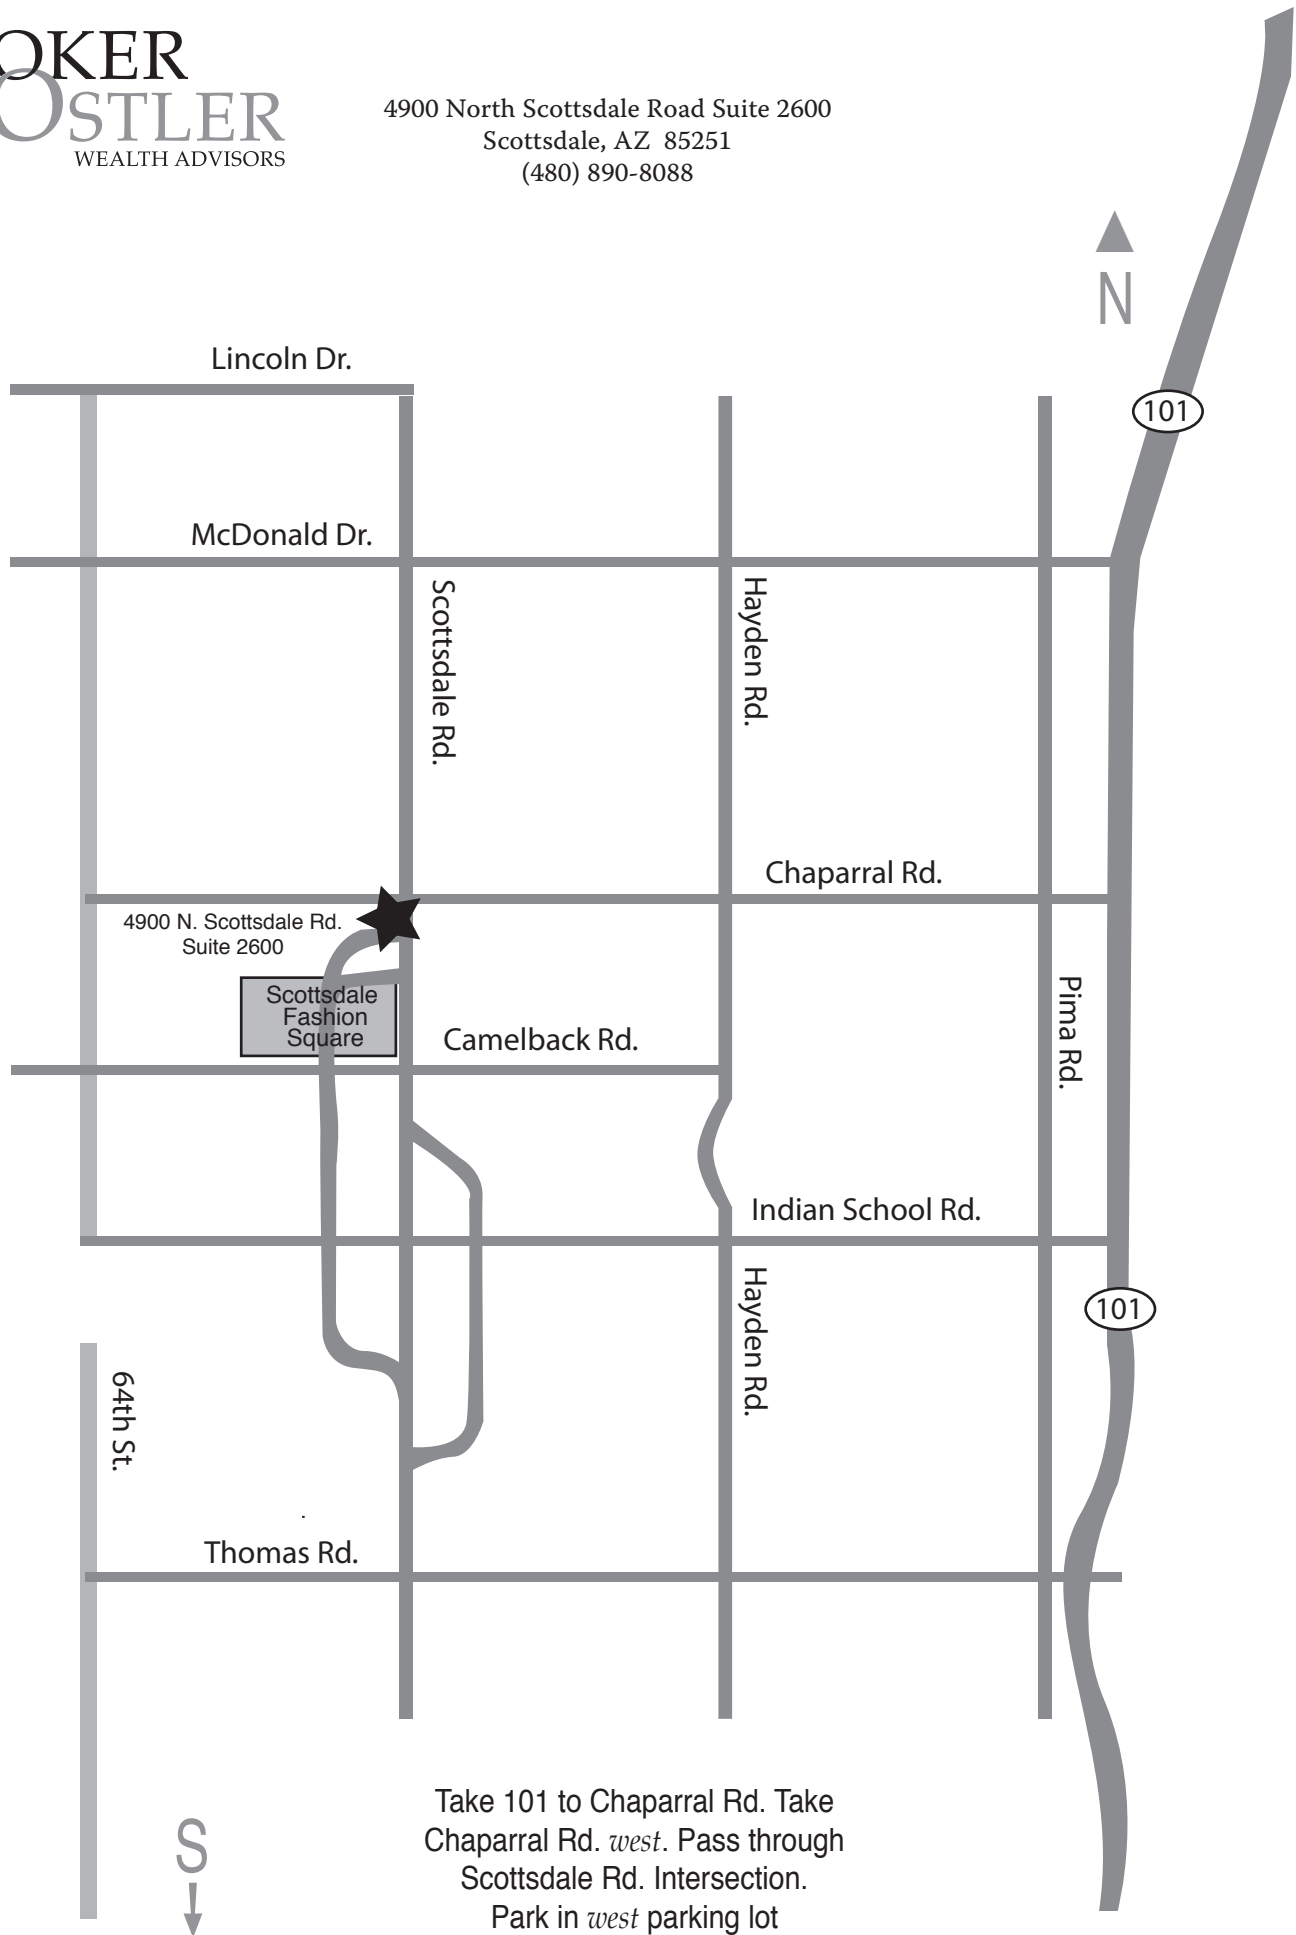 OKER
OSTLER
WEALTH ADVISORS
4900 North Scottsdale Road Suite 2600
Scottsdale, AZ  85251
(480) 890-8088
N
Lincoln Dr.
101
McDonald Dr.
Scottsdale Rd.
Hayden Rd.
Chaparral Rd.
4900 N. Scottsdale Rd.
Suite 2600
Scottsdale
Fashion
Square
Camelback Rd.
Pima Rd.
Indian School Rd.
Hayden Rd.
101
64th St.
Thomas Rd.
S
Take 101 to Chaparral Rd. Take
Chaparral Rd. west. Pass through
Scottsdale Rd. Intersection.
Park in west parking lot